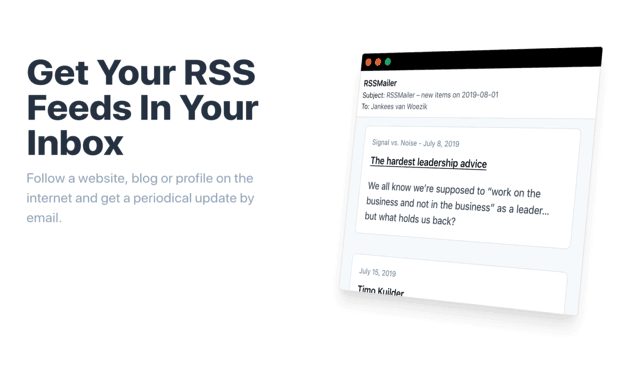 Get Your RSS
Feeds In Your
Inbox
Follow a website, blog or profile on the
internet and get a periodical update by
email.
RSSMailer
Subject: RSSMailer – new items on 2019-08-01
To: Jankees van Woezik
Signal vs. Noise - July 8, 2019
The hardest leadership advice
We all know we're supposed to “work on the
business and not in the business” as a leader...
but what holds us back?
July 15, 2019
Timo Kuilder